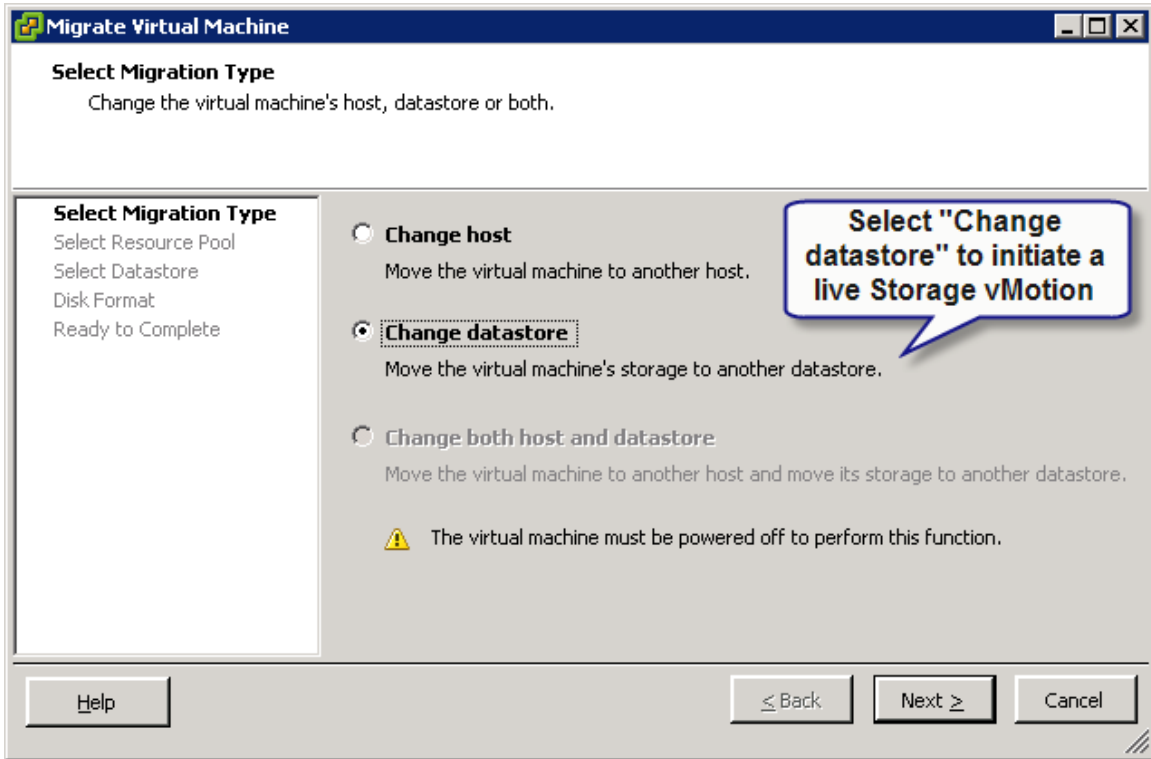 Migrate Virtual Machine
Select Migration Type
Change the virtual machine's host, datastore or both.
Select Migration Type
Select Resource Pool
Select Datastore
Disk Format
Ready to Complete
Change host
Move the virtual machine to another host.
Change datastore
Move the virtual machine's storage to another datastore.
Change both host and datastore
Move the virtual machine to another host and move its storage to another datastore.
The virtual machine must be powered off to perform this function.
Select "Change
datastore" to initiate a
live Storage vMotion
Help
< Back
Next >
Cancel